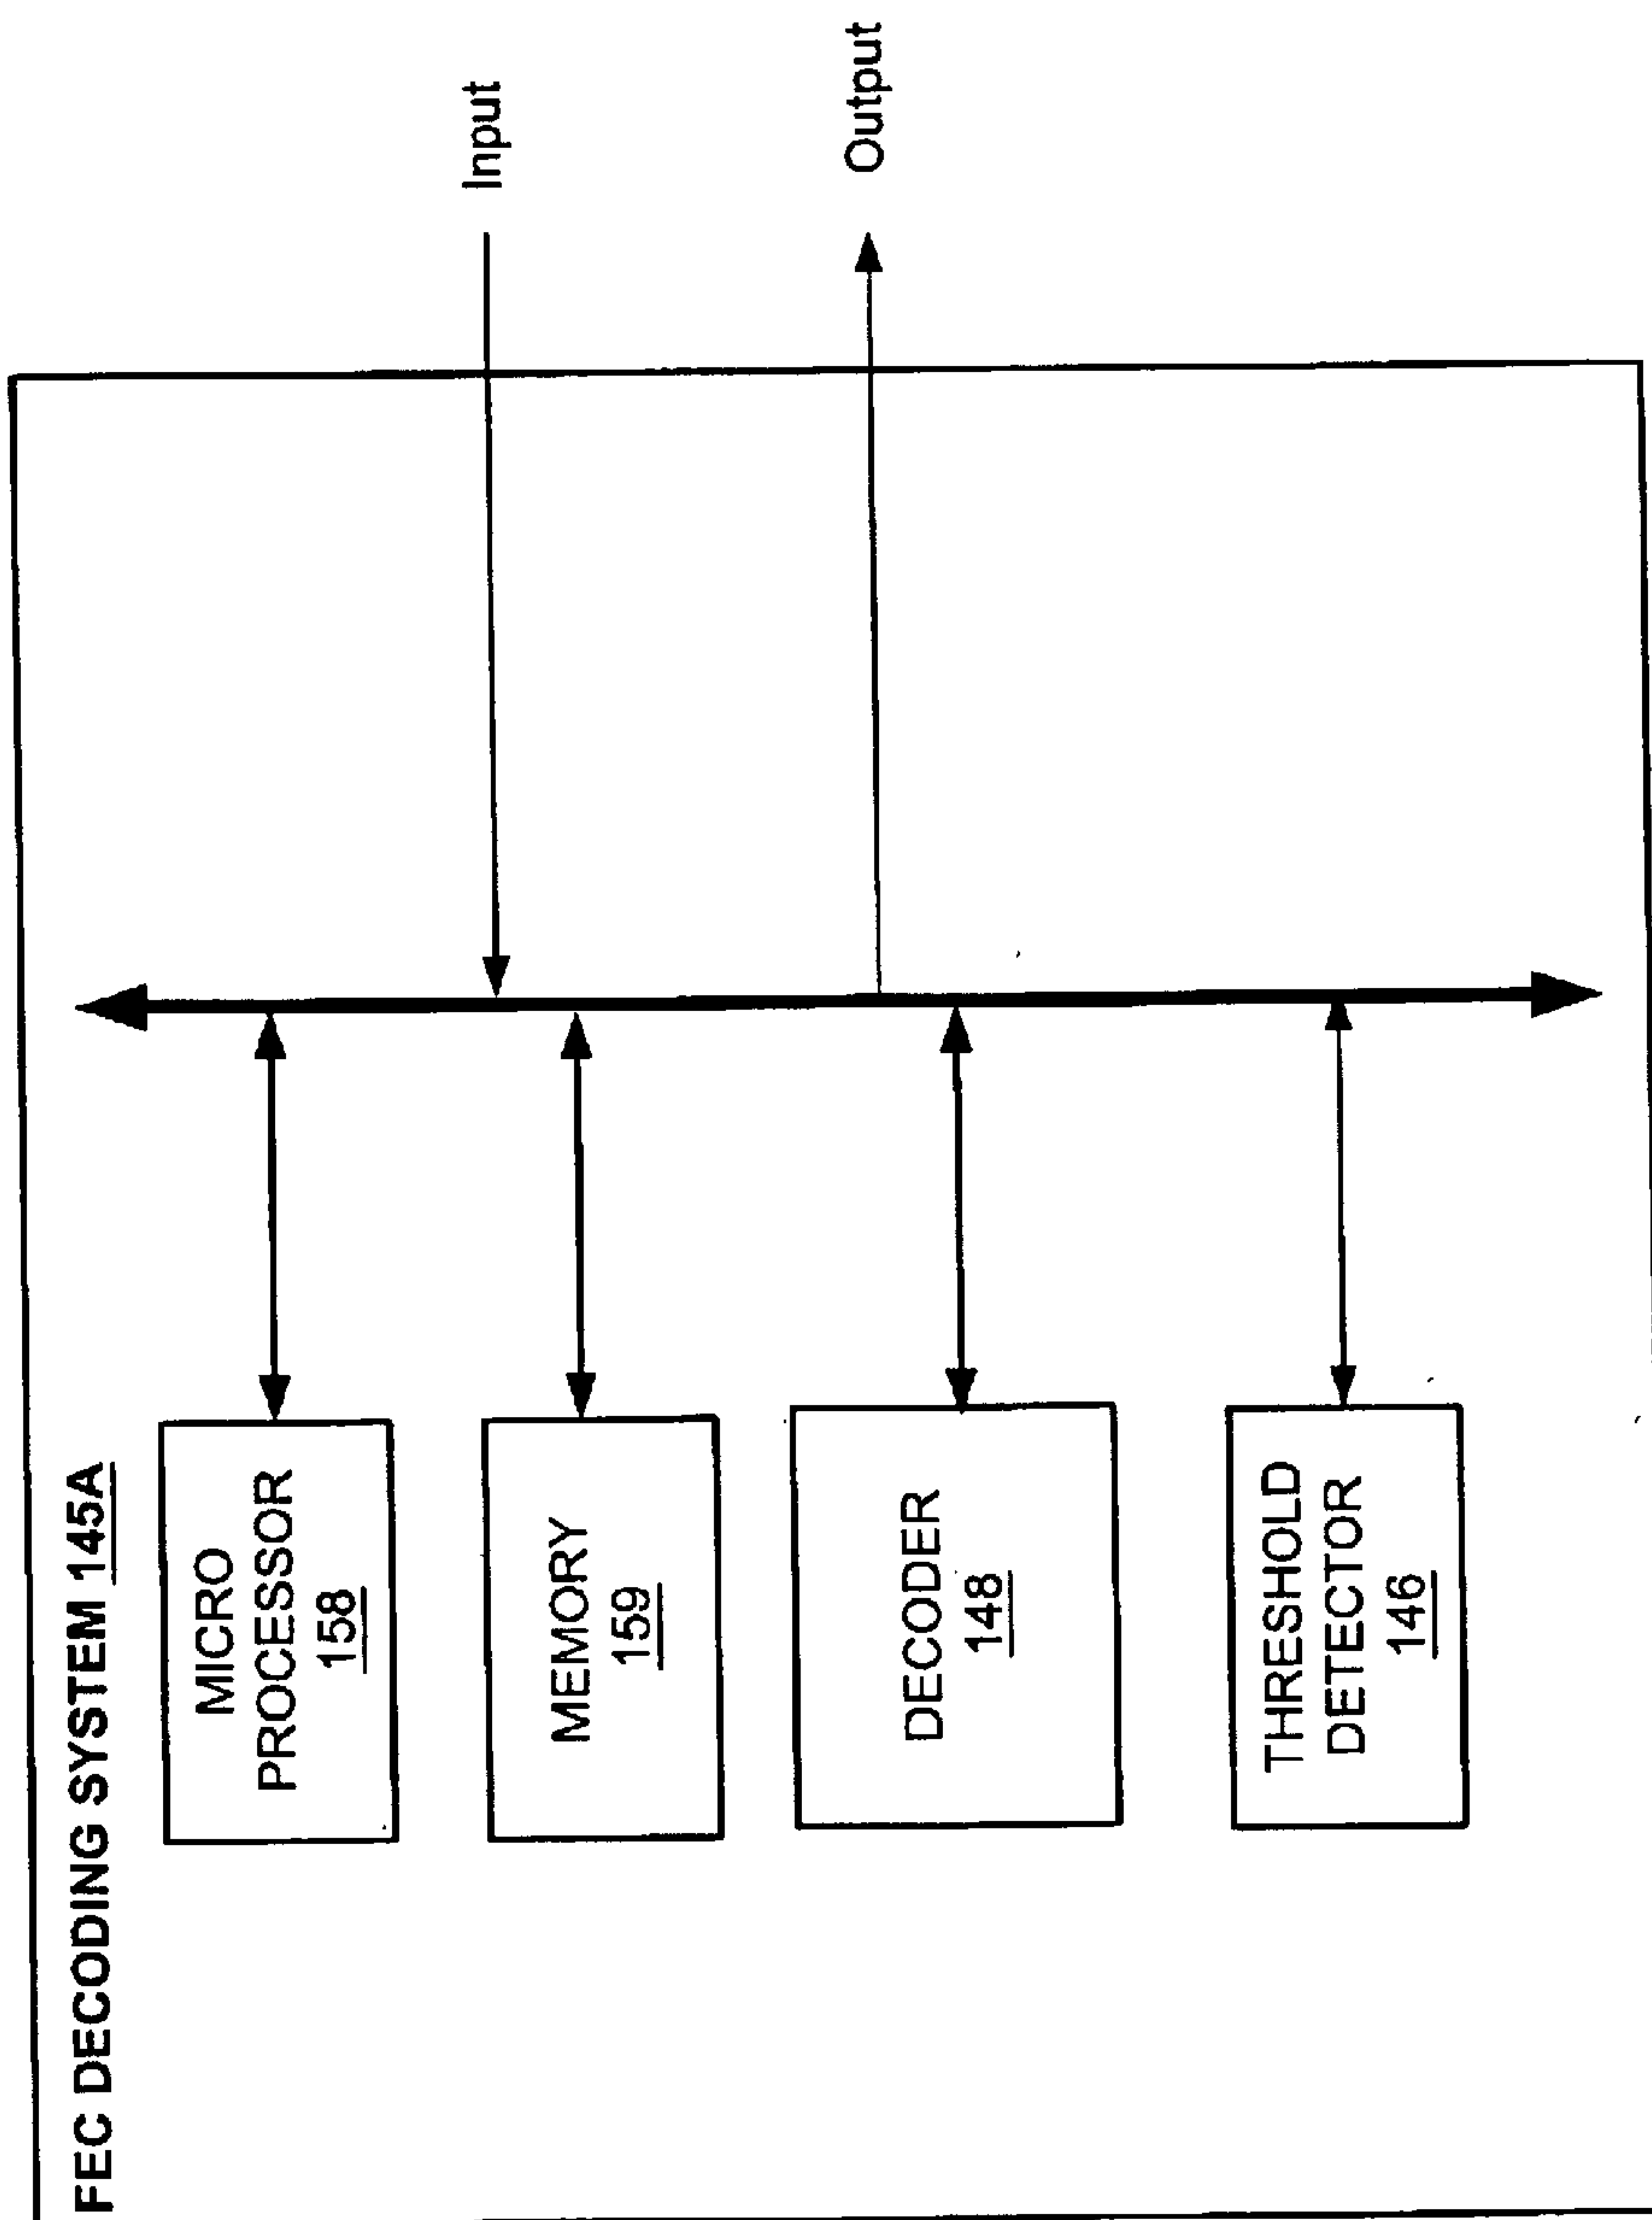 FEC DECODING SYSTEM 145A
MICRO
PROCESSOR
158
MEMORY
159
DECODER
148
THRESHOLD
DETECTOR
146
Input
Output